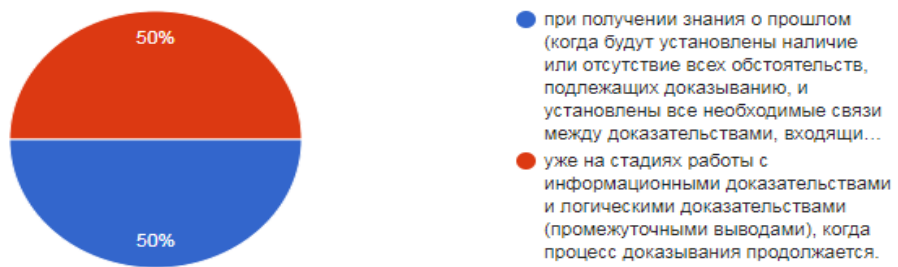 50%
50%
при получении знания о прошлом
(когда будут установлены наличие
или отсутствие всех обстоятельств,
подлежащих доказыванию, и
установлены все необходимые связи
между доказательствами, входящи…
уже на стадиях работы с
информационными доказательствами
и логическими доказательствами
(промежуточными выводами), когда
процесс доказывания продолжается.